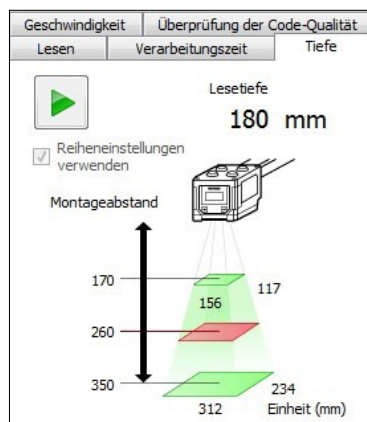 Geschwindigkeit Überprüfung der Code-Qualität
Lesen Verarbeitungszeit Tiefe
Lesetiefe
180 mm
Reiheneinstellungen
verwenden
Montageabstand
170
117
156
260
350
234
312 Einheit (mm)